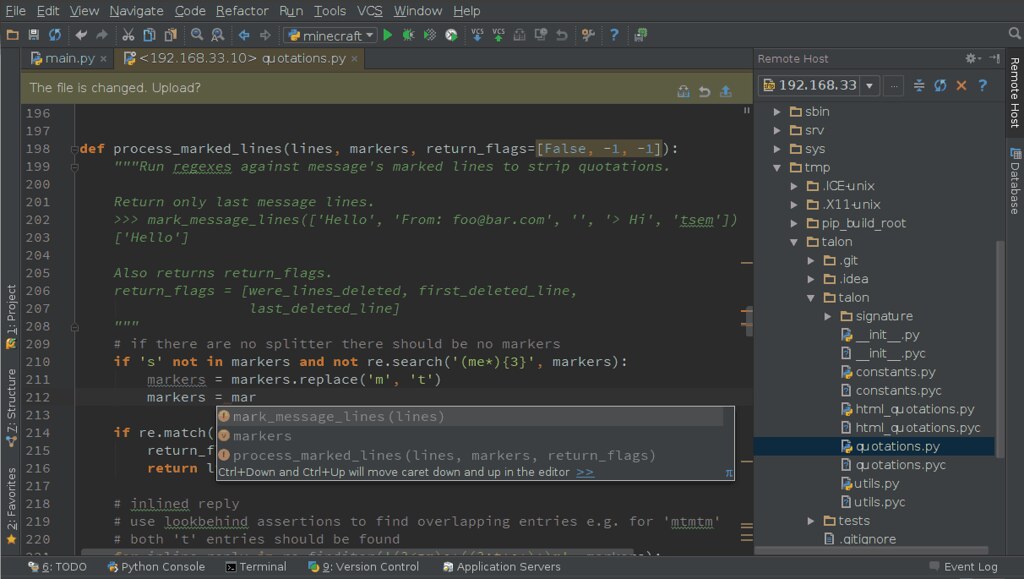 File Edit View Navigate Code Refactor Run Tools VCS Window Help
minecraft
VCS VCS
main.py <192.168.33.10> quotations.py
The file is changed. Upload?
196
197
198 def process_marked_lines(lines, markers, return_flags=[False, -1, -1]):
199 """Run regexes against message's marked lines to strip quotations.
200
201 Return only last message lines.
202 >>> mark_message_lines(['Hello', 'From: foo@bar.com', '', '> Hi', 'tsem'])
203 ['Hello']
204
205 Also returns return_flags.
206 return_flags = [were_lines_deleted, first_deleted_line,
207 last_deleted_line]
208 """
209 # if there are no splitter there should be no markers
210 if 's' not in markers and not re.search('(me*){3}', markers):
211 markers = markers.replace('m', 't')
212 markers = mar
213
214 if re.match(
215 return_f
216 return l
217
218 # inlined reply
219 # use lookbehind assertions to find overlapping entries e.g. for 'mtmtm'
220 # both 't' entries should be found
mark_message_lines(lines)
markers
process_marked_lines(lines, markers, return_flags)
Ctrl+Down and Ctrl+Up will move caret down and up in the editor >> π
Remote Host
192.168.33 ...
sbin
srv
sys
tmp
.ICE-unix
.X11-unix
pip_build_root
talon
.git
.idea
talon
signature
__init__.py
__init__.pyc
constants.py
constants.pyc
html_quotations.py
html_quotations.pyc
quotations.py
quotations.pyc
utils.py
utils.pyc
tests
.gitignore
Remote Host
Database
1: Project
7: Structure
2: Favorites
6: TODO Python Console Terminal 9: Version Control Application Servers Event Log